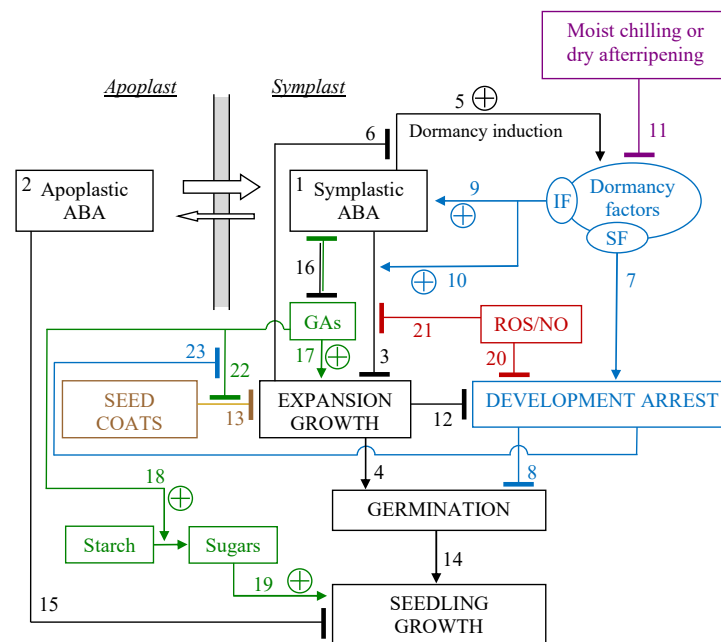 Moist chilling or
dry afterripening
Apoplast
Symplast
5
6
Dormancy induction
11
2
Apoplastic
ABA
1
Symplastic
ABA
9
IF
Dormancy
factors
SF
10
7
16
GAs
21
ROS/NO
23
22
17
3
20
SEED
COATS
13
EXPANSION
GROWTH
12
DEVELOPMENT ARREST
4
8
18
GERMINATION
Starch
Sugars
14
19
15
SEEDLING
GROWTH